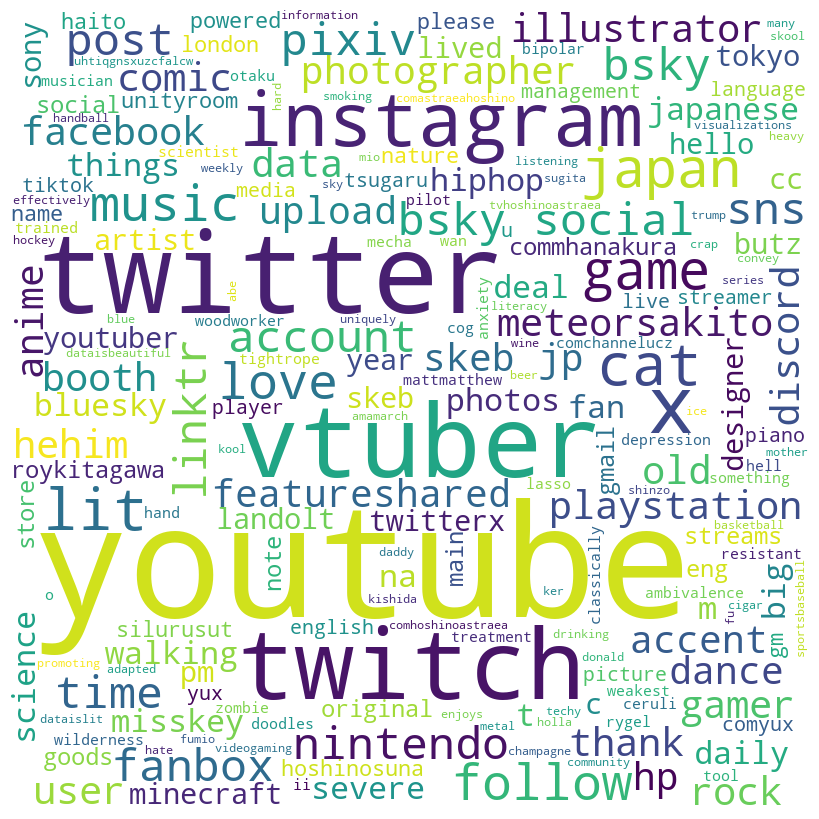 information
many
skool
haito
powered
please
illustrator
sony
post
pixiv
lived
bsky
tokyo
london
bipolar
uhtiqgnsxuzcfalcw
comic
photographer
musician
otaku
unityroom
social
smoking
comastraeahoshino
management
language
japanese
hard
handball
instagram
visualizations
facebook
hello
heavy
scientist
mio
nature
things
weekly
data
listening
japan
cc
tiktok
sky
sugita
effectively
media
tsugaru
hiphop
music
upload
pilot
tvhoshinoastraea
trump
sns
name
bsky
social
trained
artist
u
crap
butz
hockey
mecha
wan
commhanakura
convey
twitter
game
anime
abe
anxiety
deal
live
streamer
series
discord
blue
literacy
uniquely
meteorsakito
woodworker
account
cog
wine
comchannelucz
youtuber
dataisbeautiful
tightrope
year
skeb
jp
cat
designer
booth
linktr
love
mattmatthew
beer
x
ice
bluesky
player
skeb
photos
fan
amamarch
vtuber
gmail
depression
piano
hehim
mother
kool
hell
basketball
roykitagawa
old
something
lasso
shinzo
lit
featureshared
store
hand
playstation
landolt
twitterx
streams
youtube
note
daddy
main
classically
resistant
na
ker
eng
kishida
ambivalence
cigar
gm
big
sportsbaseball
o
m
fu
silurusut
english
comhoshinoastraea
drinking
accent
science
walking
twitch
treatment
promoting
pm
donald
picture
dance
adapted
time
yux
zombie
original
enjoys
t
c
techy
weakest
ceruli
gamer
misskey
doodles
metal
holla
rygel
comyux
dataislit
wilderness
fumio
nintendo
champagne
community
thank
daily
goods
hate
videogaming
fanbox
hoshinosuna
follow
hp
tool
user
minecraft
ii
severe
rock